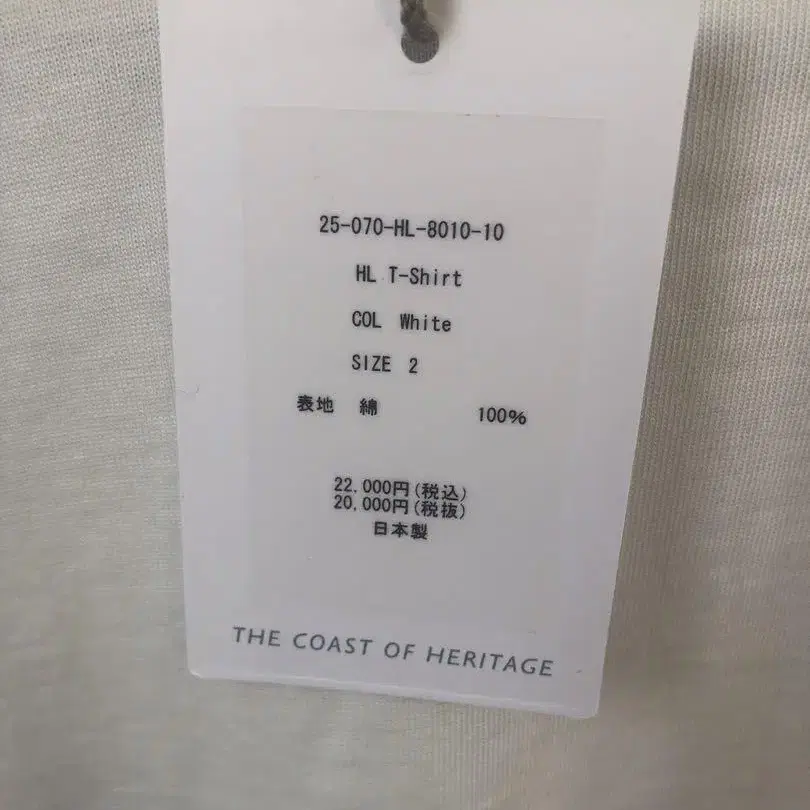 25-070-HL-8010-10
HL T-Shirt
COL White
SIZE 2
表地 綿 100%
22,000円(税込)
20,000円(税抜)
日本製
THE COAST OF HERITAGE